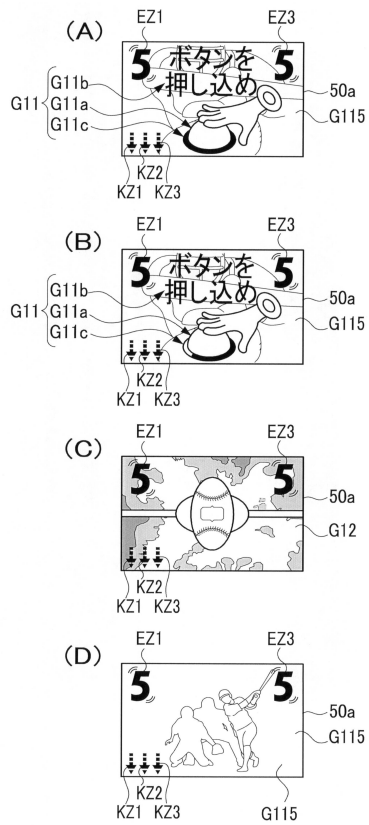 (A)
EZ1
EZ3
5
ボタンを
押し込め
5
G11
G11b
G11a
G11c
50a
G115
KZ1
KZ2
KZ3
(B)
EZ1
EZ3
5
ボタンを
押し込め
5
G11
G11b
G11a
G11c
50a
G115
KZ1
KZ2
KZ3
(C)
EZ1
EZ3
5
5
50a
G12
KZ1
KZ2
KZ3
(D)
EZ1
EZ3
5
5
50a
G115
KZ1
KZ2
KZ3
G115